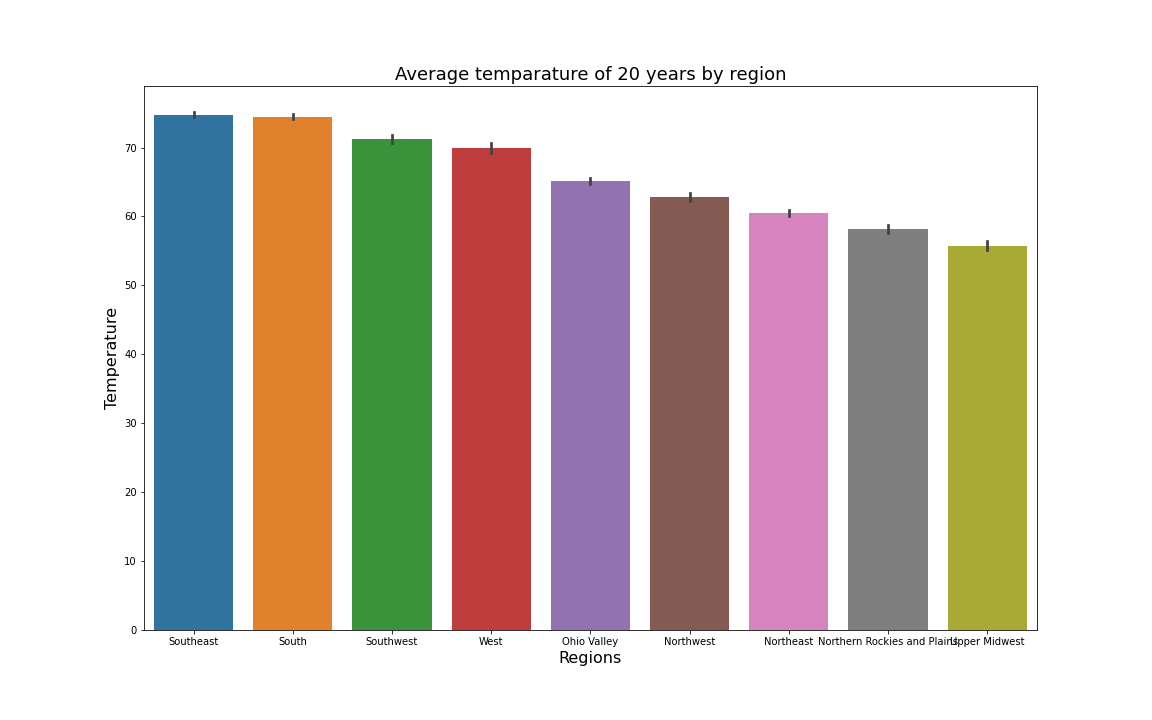 Average temparature of 20 years by region
Temperature
70
60
50
40
30
20
10
0
Southeast South Southwest West Ohio Valley Northwest Northeast Northern Rockies and Plains Upper Midwest
Regions